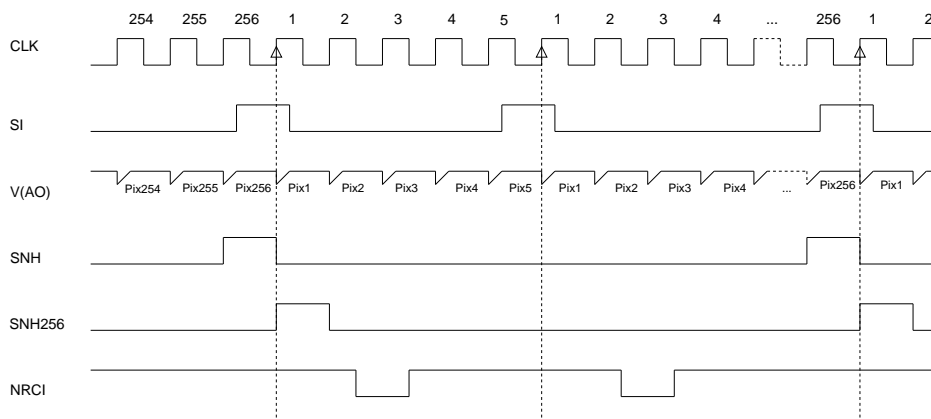 254 255 256 1 2 3 4 5 1 2 3 4 ... 256 1 2
CLK
SI
V(AO) Pix254 Pix255 Pix256 Pix1 Pix2 Pix3 Pix4 Pix5 Pix1 Pix2 Pix3 Pix4 ... Pix256 Pix1
SNH
SNH256
NRCI